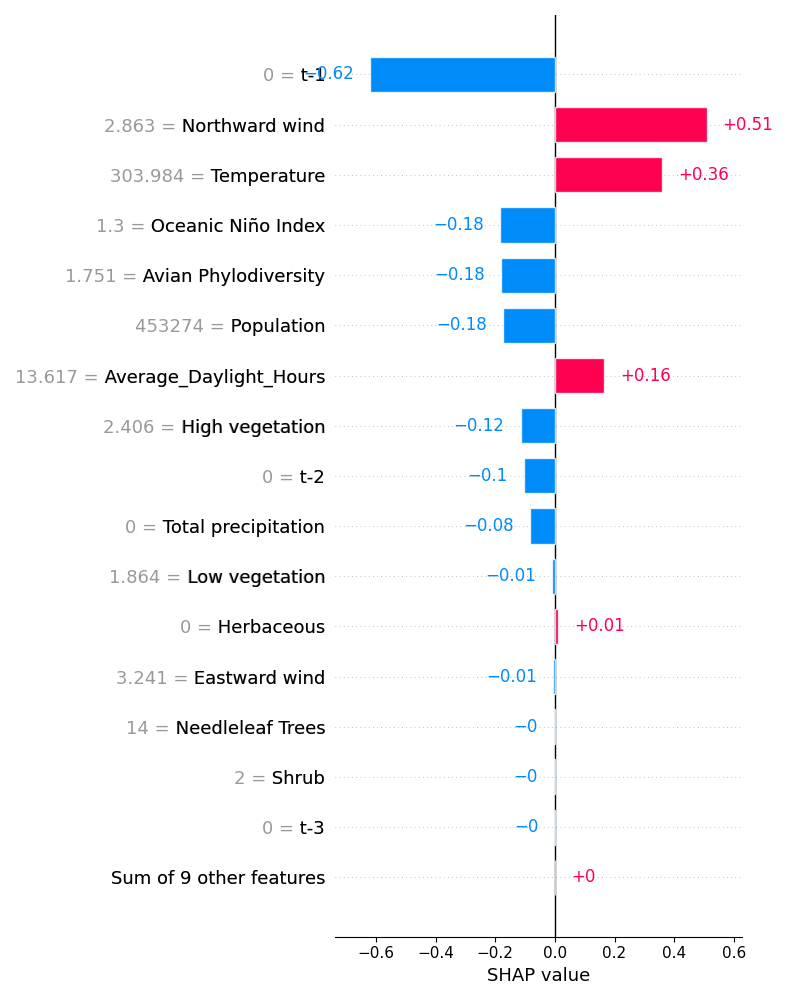 0 = t-1 −0.62
2.863 = Northward wind +0.51
303.984 = Temperature +0.36
1.3 = Oceanic Niño Index −0.18
1.751 = Avian Phylodiversity −0.18
453274 = Population −0.18
13.617 = Average_Daylight_Hours +0.16
2.406 = High vegetation −0.12
0 = t-2 −0.1
0 = Total precipitation −0.08
1.864 = Low vegetation −0.01
0 = Herbaceous +0.01
3.241 = Eastward wind −0.01
14 = Needleleaf Trees −0
2 = Shrub −0
0 = t-3 −0
Sum of 9 other features +0
−0.6 −0.4 −0.2 0.0 0.2 0.4 0.6
SHAP value